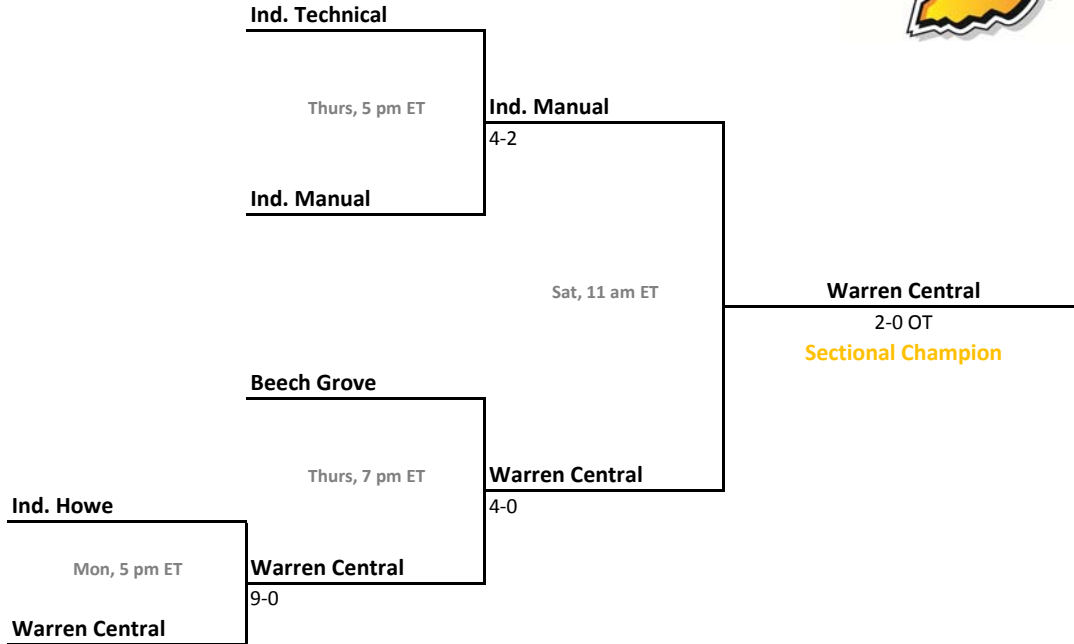 Ind. Technical
Thurs, 5 pm ET
Ind. Manual
4-2
Ind. Manual
Sat, 11 am ET
Warren Central
2-0 OT
Sectional Champion
Beech Grove
Thurs, 7 pm ET
Warren Central
4-0
Ind. Howe
Mon, 5 pm ET
Warren Central
9-0
Warren Central